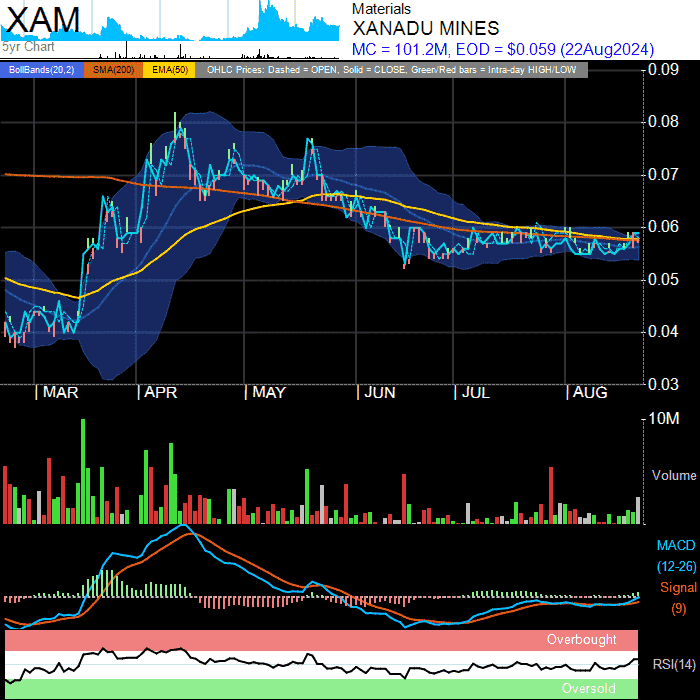 XAM
5yr Chart
Materials
XANADU MINES
MC = 101.2M, EOD = $0.059 (22Aug2024)
BollBands(20,2) SMA(200) EMA(50) OHLC Prices: Dashed = OPEN, Solid = CLOSE, Green/Red bars = Intra-day HIGH/LOW
0.09
0.08
0.07
0.06
0.05
0.04
0.03
| MAR | APR | MAY | JUN | JUL | AUG
10M
Volume
MACD
(12-26)
Signal
(9)
Overbought
RSI(14)
Oversold